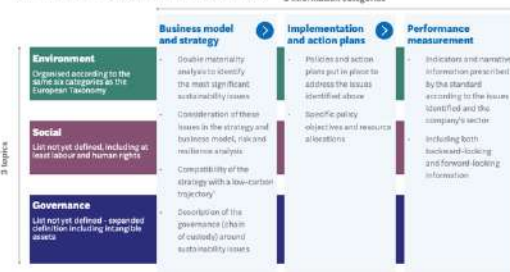 Business model
and strategy
Implementation
and action plans
Performance
measurement
3 topics
Environment
Organised according to the
same six categories as the
European Taxonomy
Social
List not yet defined, including at
least labour and human rights
Governance
List not yet defined - expanded
definition including intangible
assets
- Double materiality
analysis to identify
the most significant
sustainability issues
- Consideration of these
issues in the strategy and
business model, risk and
resilience analysis
- Compatibility of the
strategy with a low-carbon
trajectory
- Description of the
governance (chain
of custody) around
sustainability issues
- Policies and action
plans put in place to
address the issues
identified above
- Specific policy
objectives and resource
allocations
- Indicators and narrative
information prescribed
by the standard
according to the issues
identified and the
company's sector
- Including both
backward-looking
and forward-looking
information